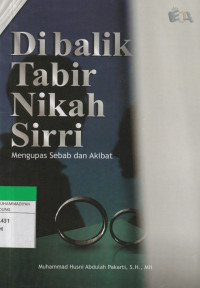 Di balik
Tabir
Nikah
Sirri
Mengupas Sebab dan Akibat
Muhammad Husni Abdulah Pakarti, S.H., MH